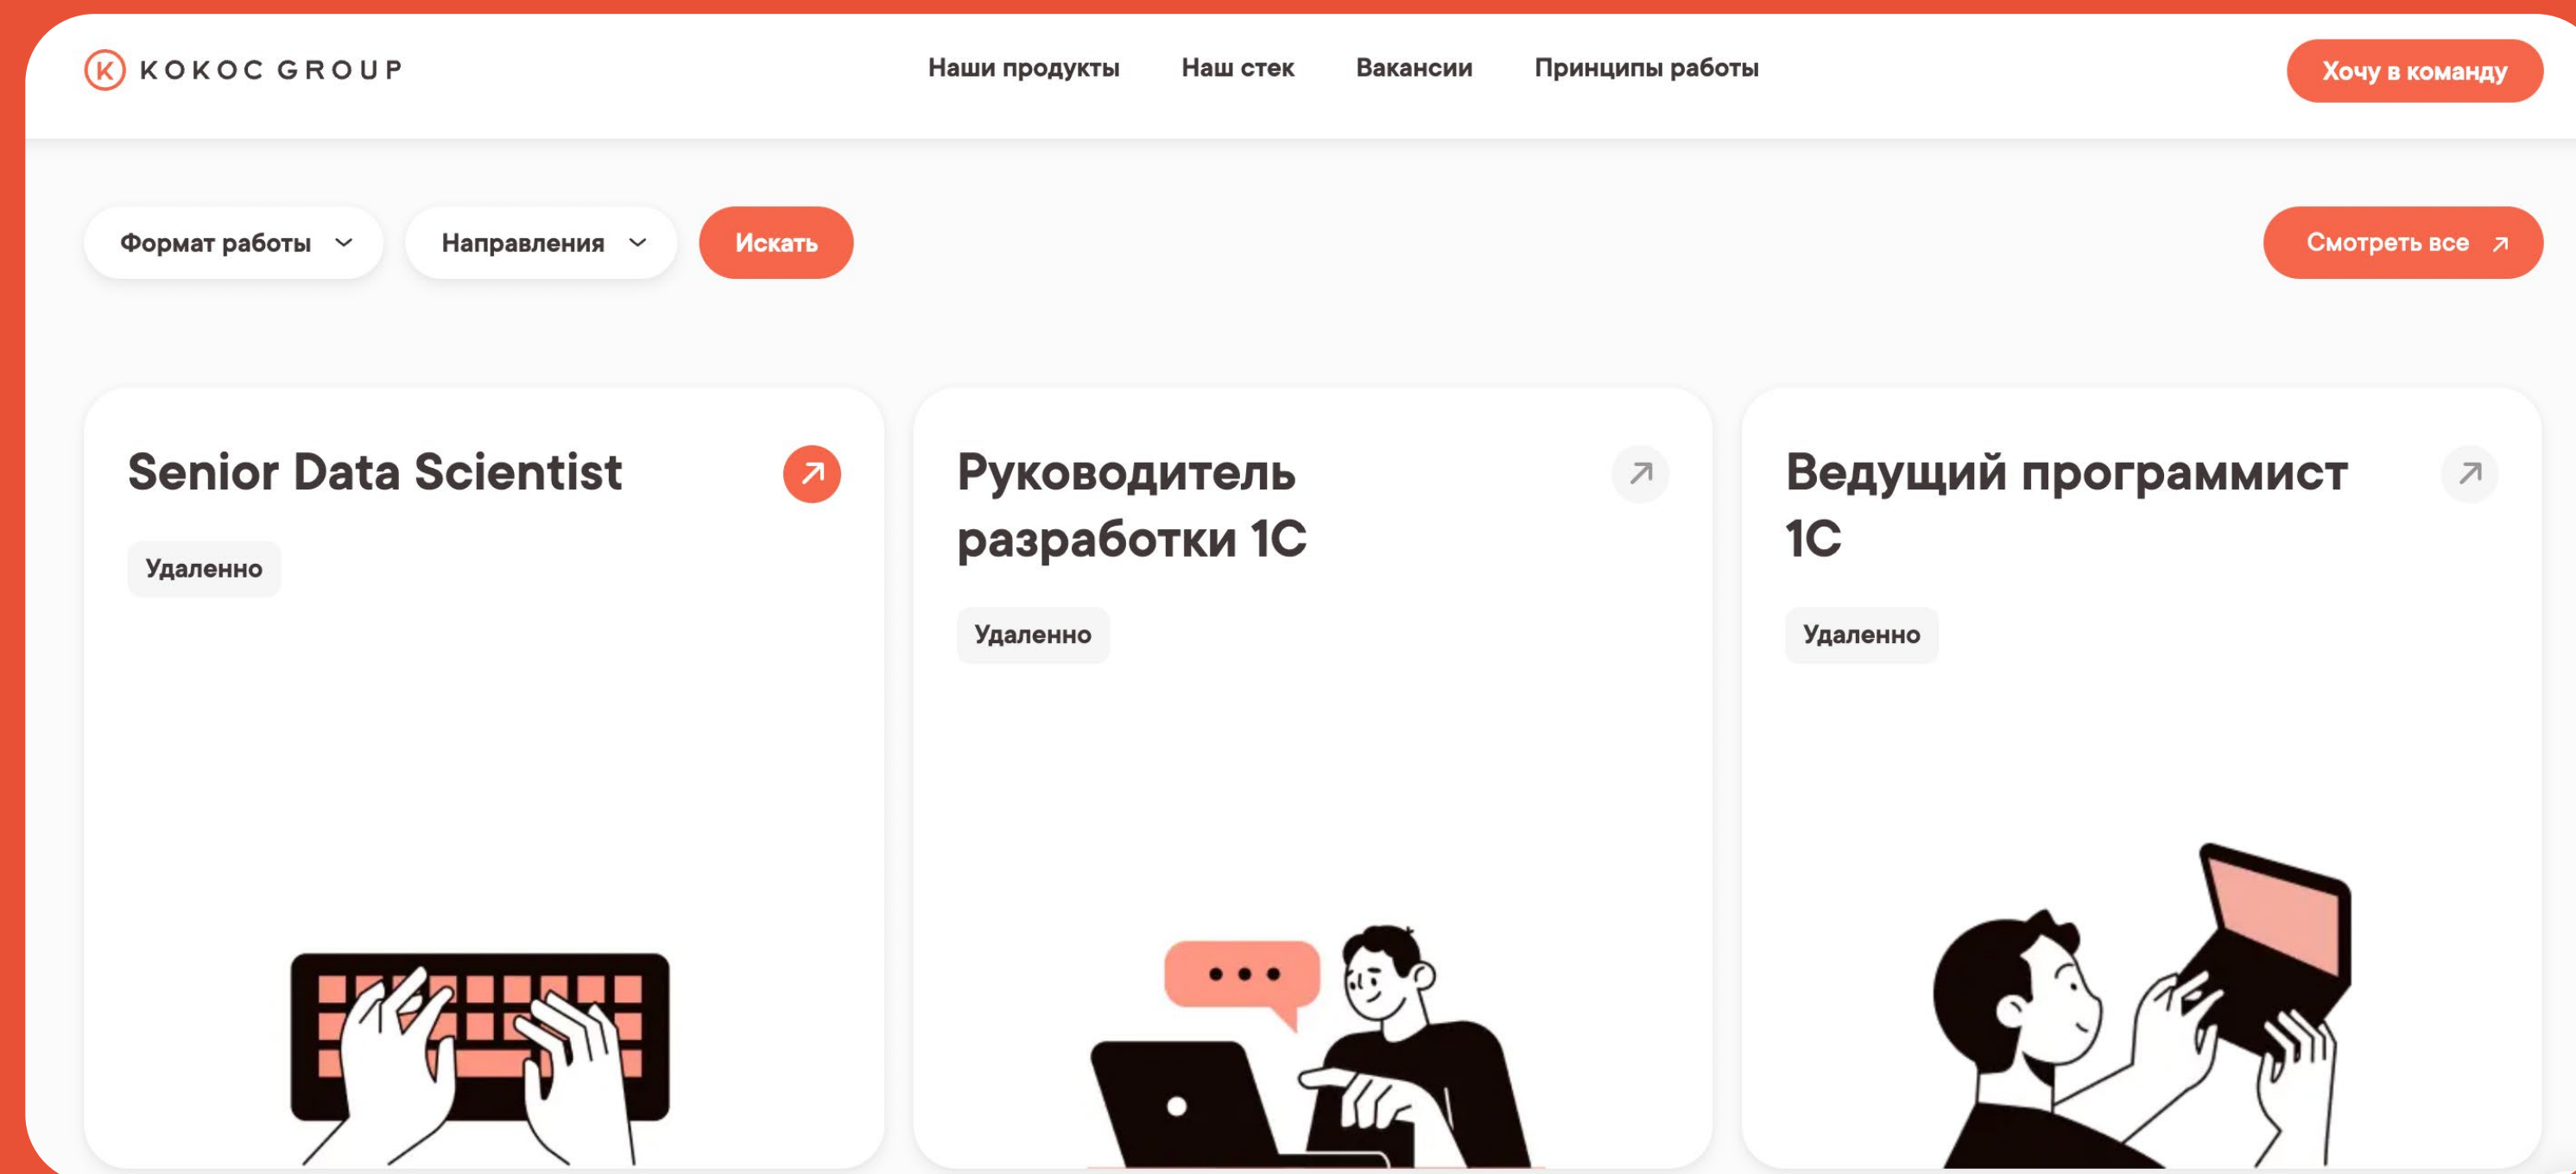 KOKOC GROUP
Наши продукты
Наш стек
Вакансии
Принципы работы
Хочу в команду
Формат работы
Направления
Искать
Смотреть все
Senior Data Scientist
Удаленно
Руководитель
разработки 1С
Удаленно
Ведущий программист
1С
Удаленно